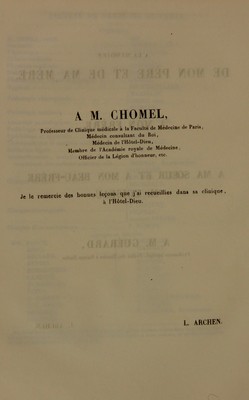 A M. CHOMEL,
Professeur de Clinique médicale à la Faculté de Médecine de Paris,
Médecin consultant du Roi,
Médecin de l'Hôtel-Dieu,
Membre de l'Académie royale de Médecine,
Officier de la Légion d'honneur, etc.
Je le remercie des bonnes leçons que j'ai recueillies dans sa clinique,
à l'Hôtel-Dieu.
L. ARCHEN.